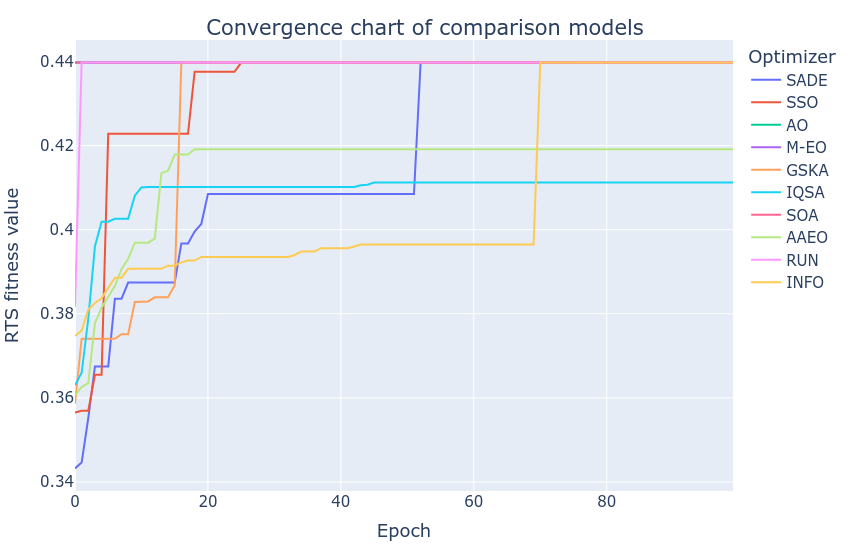 Convergence chart of comparison models
RTS fitness value
0.44
0.42
0.4
0.38
0.36
0.34
0
20
40
60
80
Epoch
Optimizer
SADE
SSO
AO
M-EO
GSKA
IQSA
SOA
AAEO
RUN
INFO